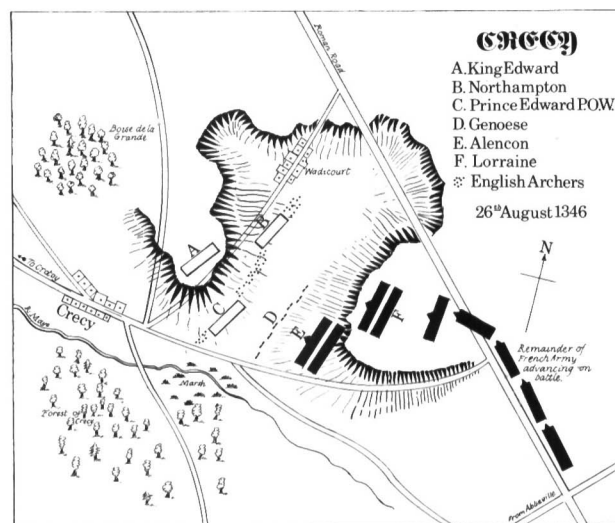 CRECY
A. King Edward
B. Northampton
C. Prince Edward P.O.W.
D. Genoese
E. Alencon
F. Lorraine
English Archers
26th August 1346
Roman Road
Boise de la
Grande
Wadicourt
B
A
N
To Crotoy
C
D
E
F
Crecy
R. Maye
Remainder of
French Army
advancing on
battle.
Marsh
Forest of
Crecy
From Abbeville